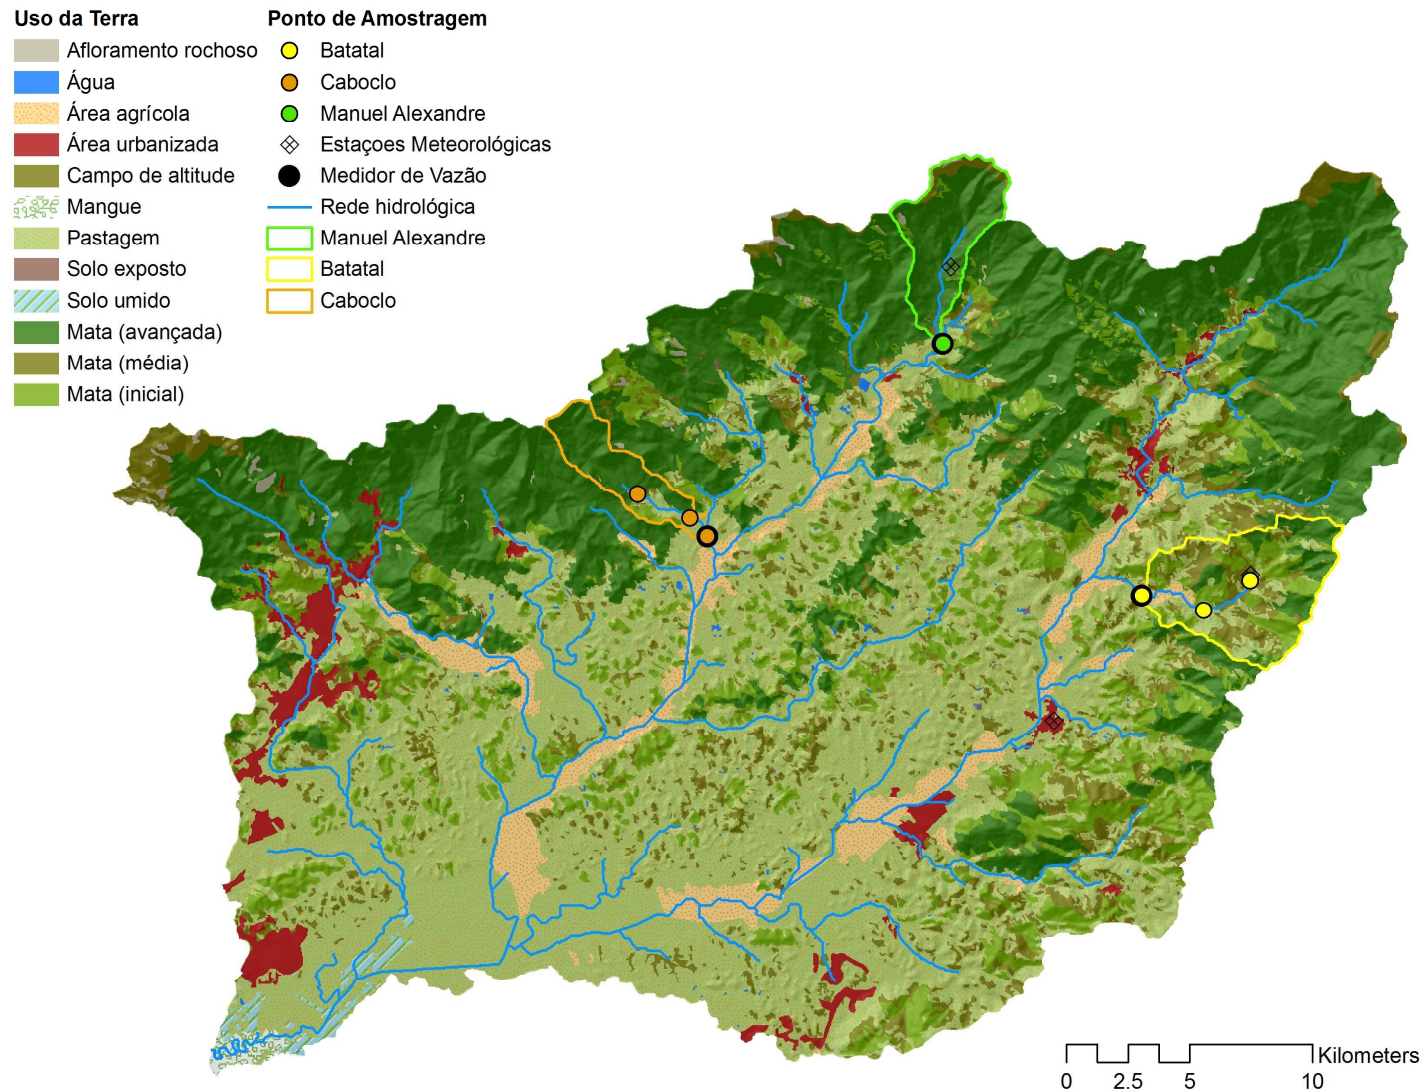 Uso da Terra
Afloramento rochoso
Água
Área agrícola
Área urbanizada
Campo de altitude
Mangue
Pastagem
Solo exposto
Solo umido
Mata (avançada)
Mata (média)
Mata (inicial)
Ponto de Amostragem
Batatal
Caboclo
Manuel Alexandre
Estaçoes Meteorológicas
Medidor de Vazão
Rede hidrológica
Manuel Alexandre
Batatal
Caboclo
Kilometers
0 2.5 5 10